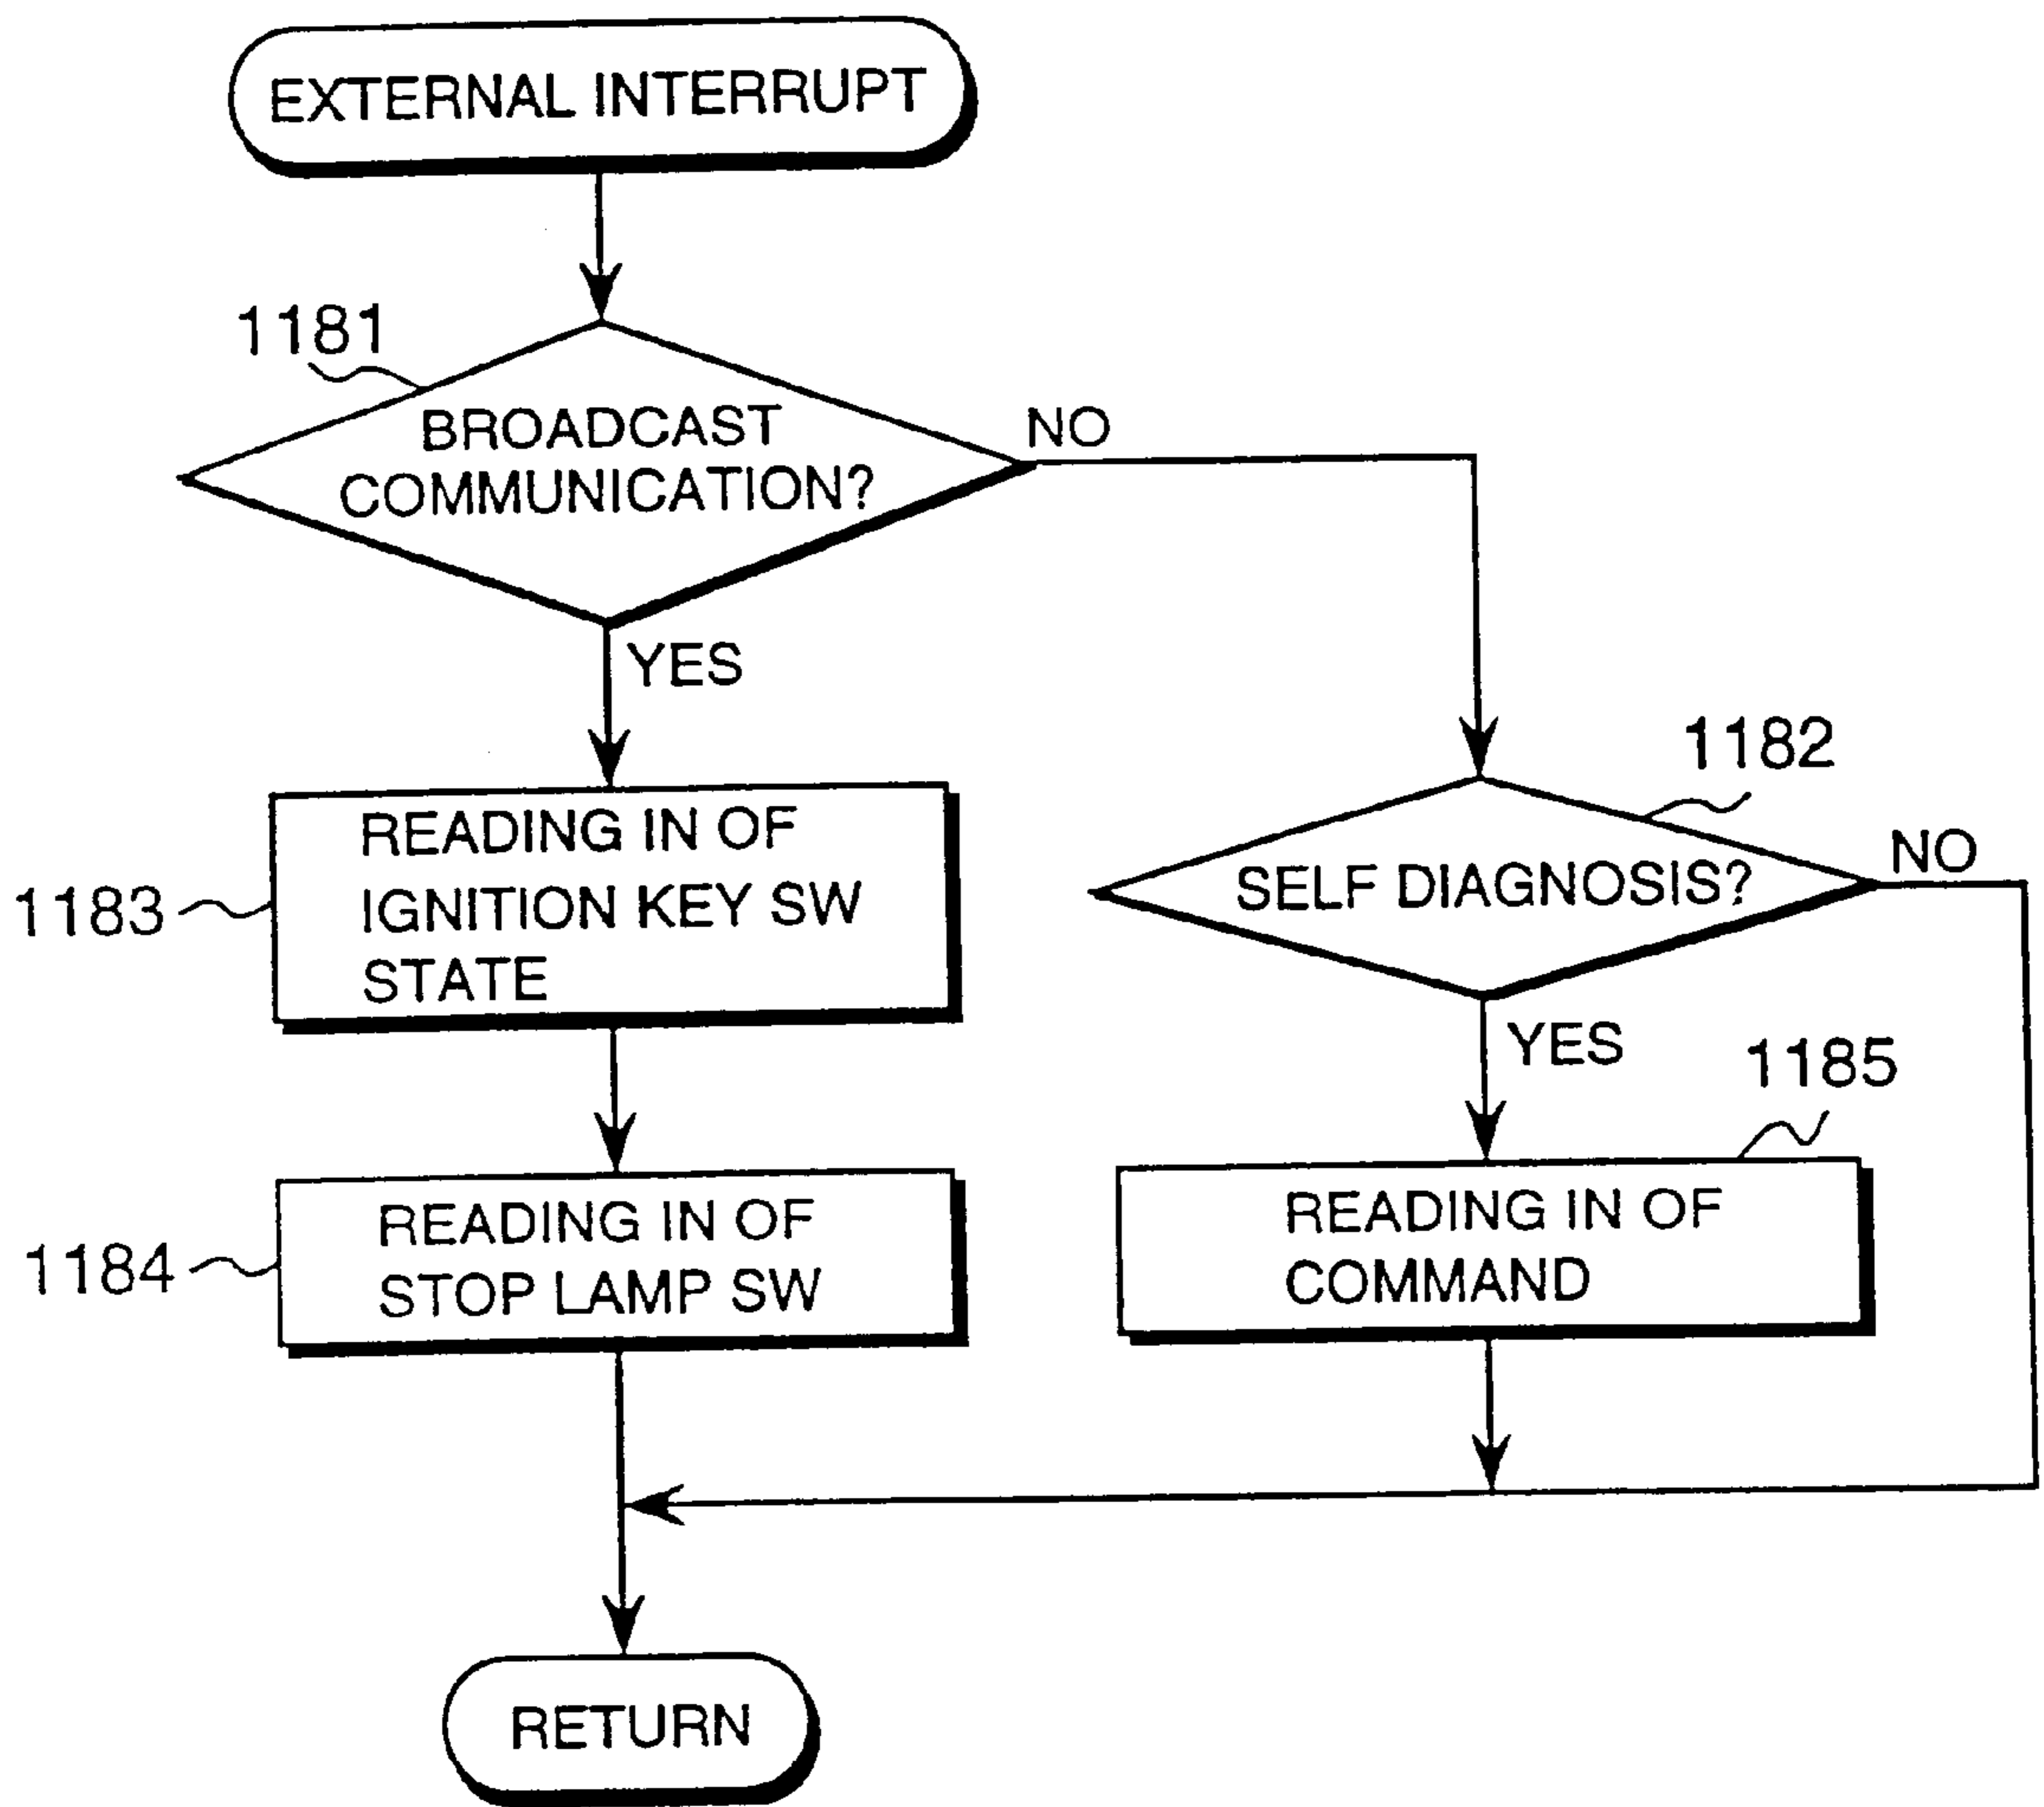 EXTERNAL INTERRUPT
1181
BROADCAST
COMMUNICATION?
NO
YES
1183
READING IN OF
IGNITION KEY SW
STATE
1184
READING IN OF
STOP LAMP SW
1182
SELF DIAGNOSIS?
NO
YES
1185
READING IN OF
COMMAND
RETURN